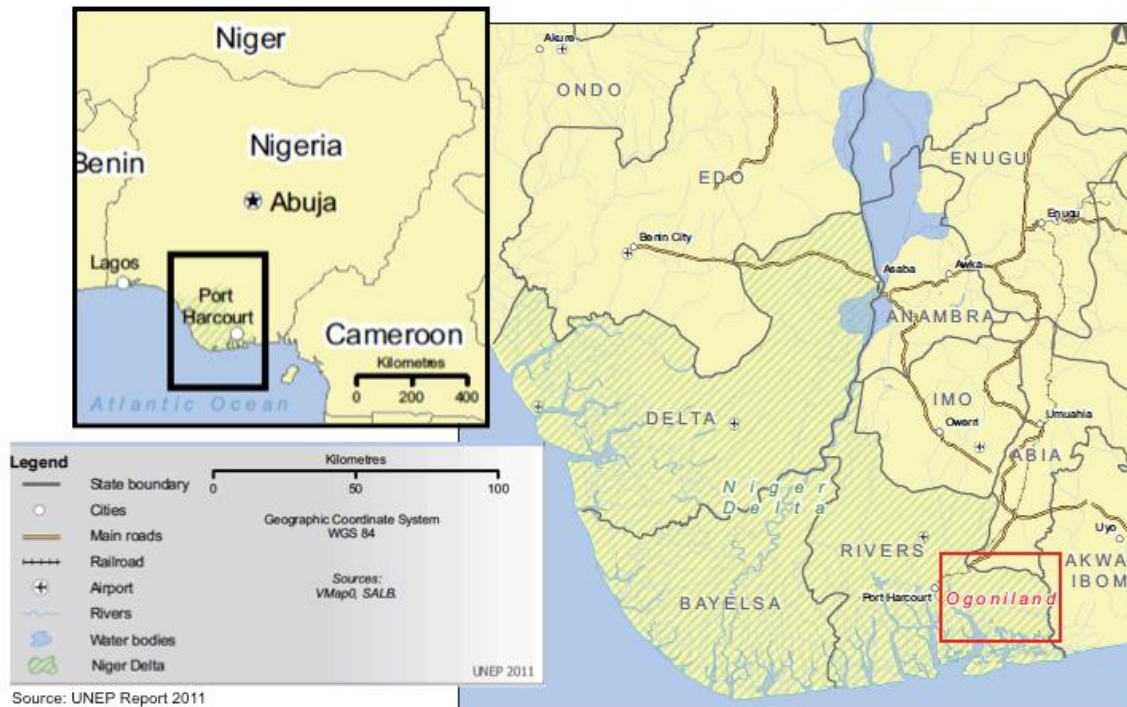 Niger
Benin
Nigeria
Abuja
Lagos
Port
Harcourt
Cameroon
Kilometres
0 200 400
Atlantic Ocean
Legend
State boundary
Cities
Main roads
Railroad
Airport
Rivers
Water bodies
Niger Delta
Kilometres
0 50 100
Geographic Coordinate System
WGS 84
Sources:
VMap0, SALB.
UNEP 2011
Source: UNEP Report 2011
Akure
ONDO
EDO
ENUGU
Enugu
Benin City
Asaba
Awka
ANAMBRA
DELTA
IMO
Owerri
Umuahia
ABIA
Niger
Delta
RIVERS
Uyo
AKWA
IBOM
BAYELSA
Port Harcourt
Ogoniland